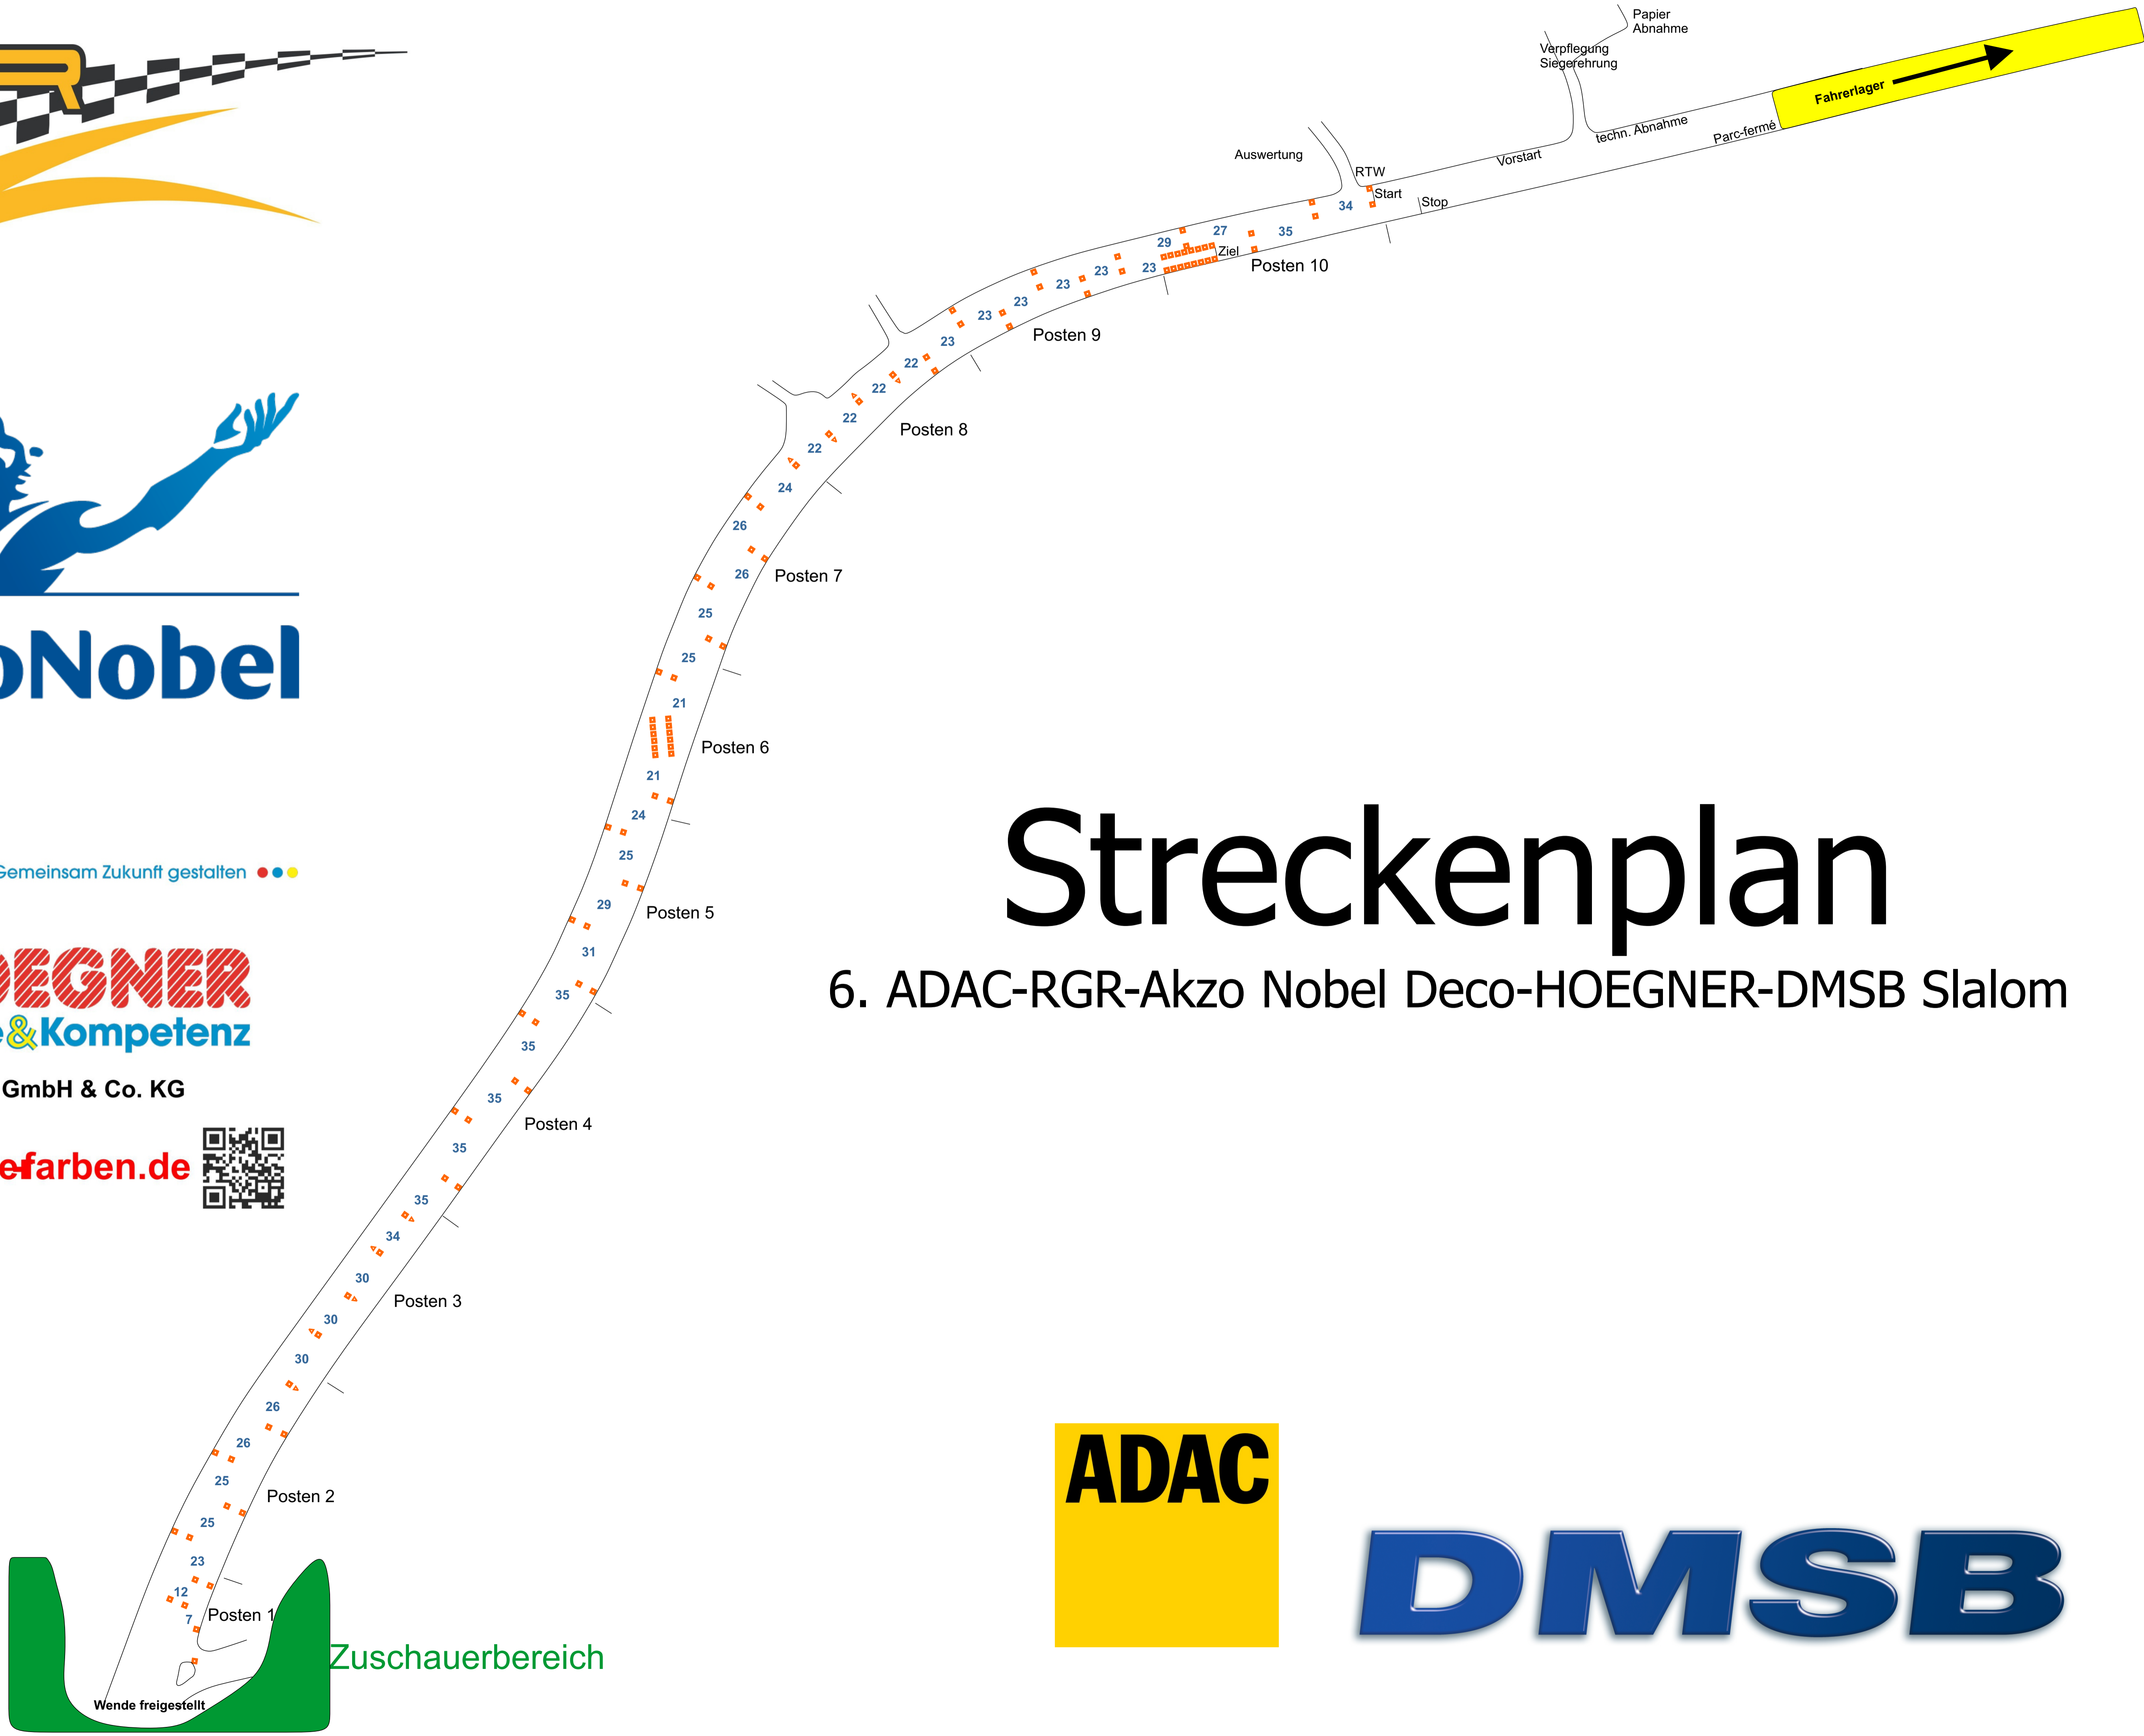 Papier
Abnahme
Verpflegung
Siegerehrung
Fahrerlager
techn. Abnahme
Parc-fermé
Vorstart
Auswertung
RTW
Start
Stop
34
35
27
29
Ziel
Posten 10
23
23
23
23
23
23
Posten 9
22
22
22
22
Posten 8
24
26
26
Posten 7
25
25
21
Posten 6
21
24
25
29
Posten 5
31
35
35
35
Posten 4
35
35
34
30
Posten 3
30
30
26
26
25
Posten 2
25
23
12
7
Posten 1
Zuschauerbereich
Wende freigestellt
R
oNobel
Gemeinsam Zukunft gestalten
OEGNER
e&Kompetenz
GmbH & Co. KG
e-farben.de
Streckenplan
6. ADAC-RGR-Akzo Nobel Deco-HOEGNER-DMSB Slalom
ADAC
DMSB